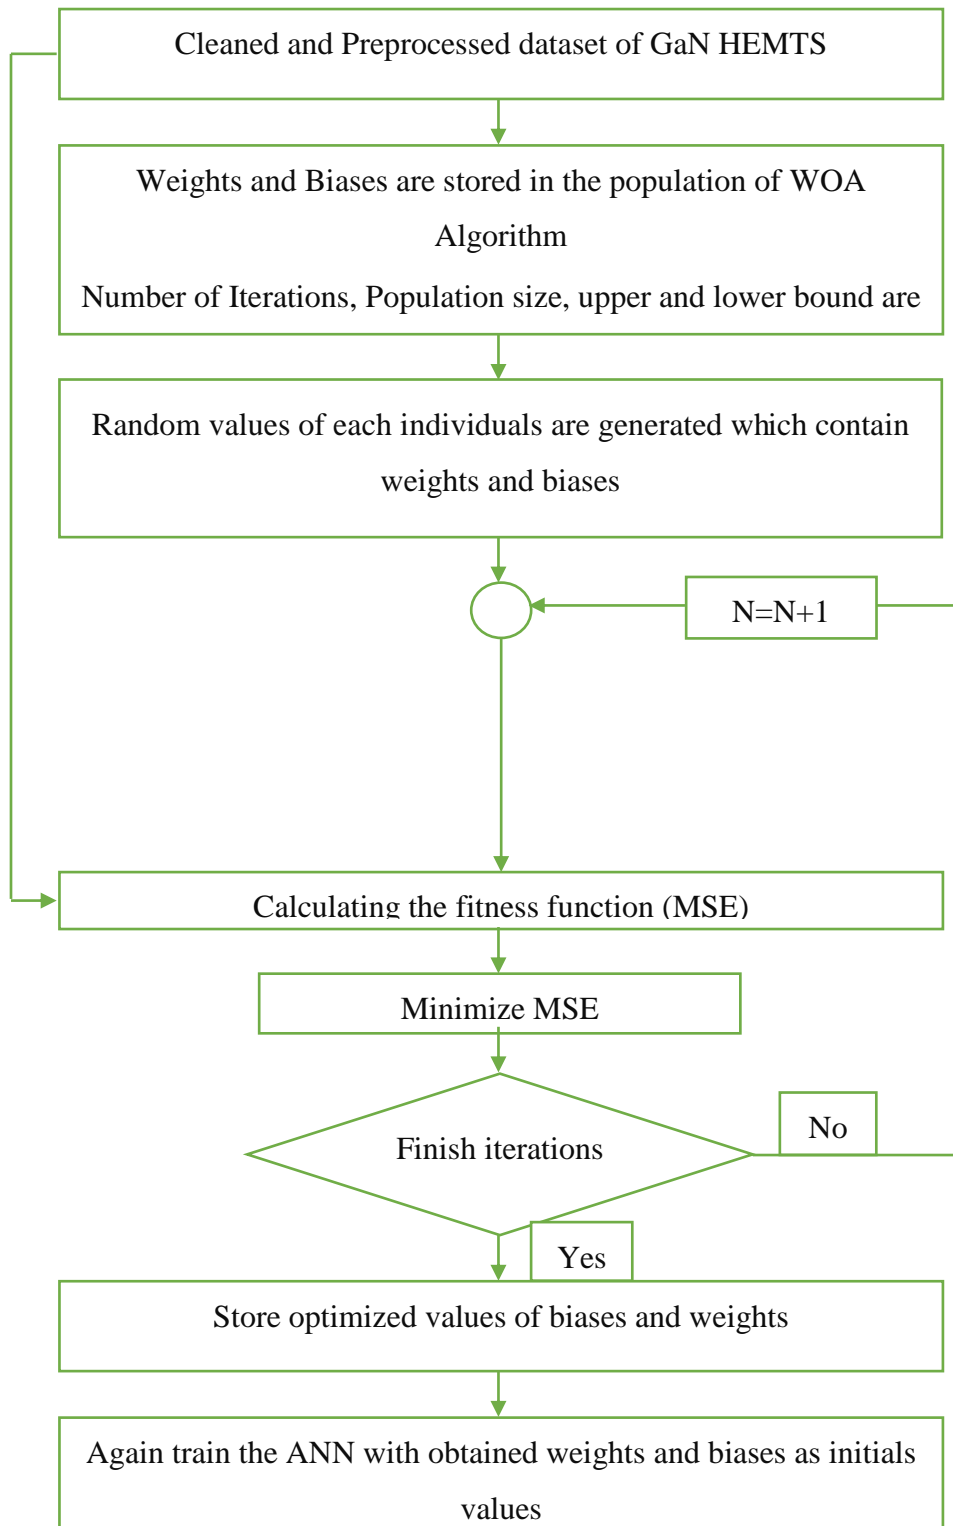 Cleaned and Preprocessed dataset of GaN HEMTS
Weights and Biases are stored in the population of WOA
Algorithm
Number of Iterations, Population size, upper and lower bound are
Random values of each individuals are generated which contain
weights and biases
N=N+1
Calculating the fitness function (MSE)
Minimize MSE
Finish iterations
No
Yes
Store optimized values of biases and weights
Again train the ANN with obtained weights and biases as initials
values